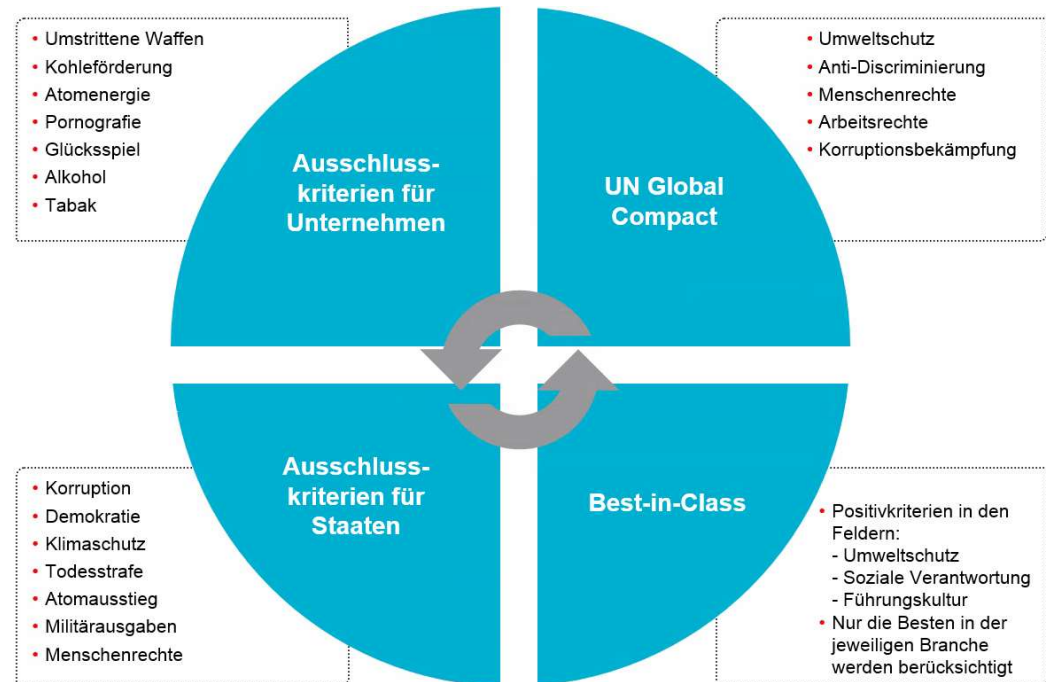 • Umstrittene Waffen
• Kohleförderung
• Atomenergie
• Pornografie
• Glücksspiel
• Alkohol
• Tabak
Ausschluss-
kriterien für
Unternehmen
UN Global
Compact
• Umweltschutz
• Anti-Discriminierung
• Menschenrechte
• Arbeitsrechte
• Korruptionsbekämpfung
• Korruption
• Demokratie
• Klimaschutz
• Todesstrafe
• Atomausstieg
• Militärausgaben
• Menschenrechte
Ausschluss-
kriterien für
Staaten
Best-in-Class
• Positivkriterien in den
Feldern:
- Umweltschutz
- Soziale Verantwortung
- Führungskultur
• Nur die Besten in der
jeweiligen Branche
werden berücksichtigt